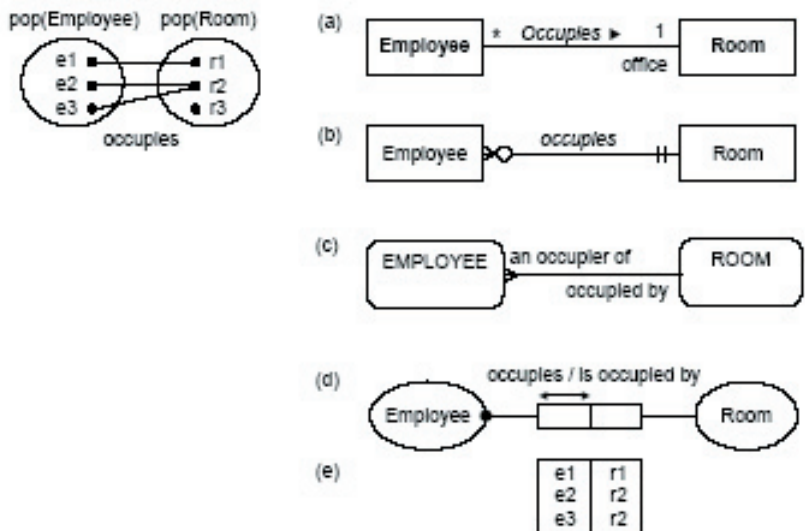 pop(Employee) pop(Room)
e1 r1
e2 r2
e3 r3
occupies
(a)
Employee * Occupies ► 1 Room
office
(b)
Employee occupies Room
(c)
EMPLOYEE an occupier of ROOM
occupied by
(d)
occupies / is occupied by
Employee Room
(e)
e1 r1
e2 r2
e3 r2